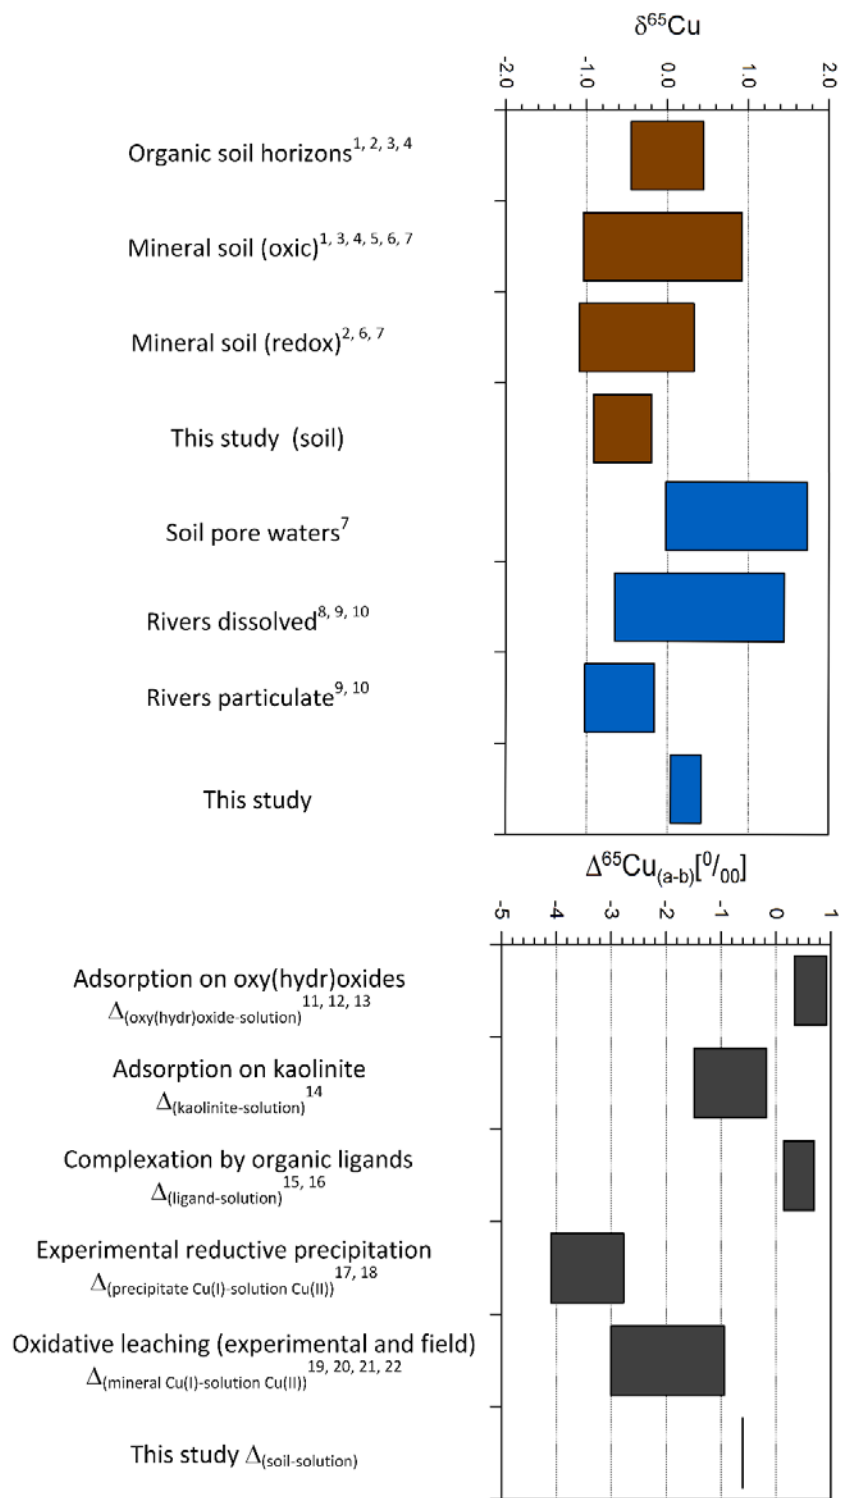 δ⁶⁵Cu
-2.0 -1.0 0.0 1.0 2.0
Organic soil horizons¹, ², ³, ⁴
Mineral soil (oxic)¹, ³, ⁴, ⁵, ⁶, ⁷
Mineral soil (redox)², ⁶, ⁷
This study (soil)
Soil pore waters⁷
Rivers dissolved⁸, ⁹, ¹⁰
Rivers particulate⁹, ¹⁰
This study
Δ⁶⁵Cu(a-b)[⁰/₀₀]
-5 -4 -3 -2 -1 0 1
Adsorption on oxy(hydr)oxides
Δ(oxy(hydr)oxide-solution)¹¹, ¹², ¹³
Adsorption on kaolinite
Δ(kaolinite-solution)¹⁴
Complexation by organic ligands
Δ(ligand-solution)¹⁵, ¹⁶
Experimental reductive precipitation
Δ(precipitate Cu(I)-solution Cu(II))¹⁷, ¹⁸
Oxidative leaching (experimental and field)
Δ(mineral Cu(I)-solution Cu(II))¹⁹, ²⁰, ²¹, ²²
This study Δ(soil-solution)